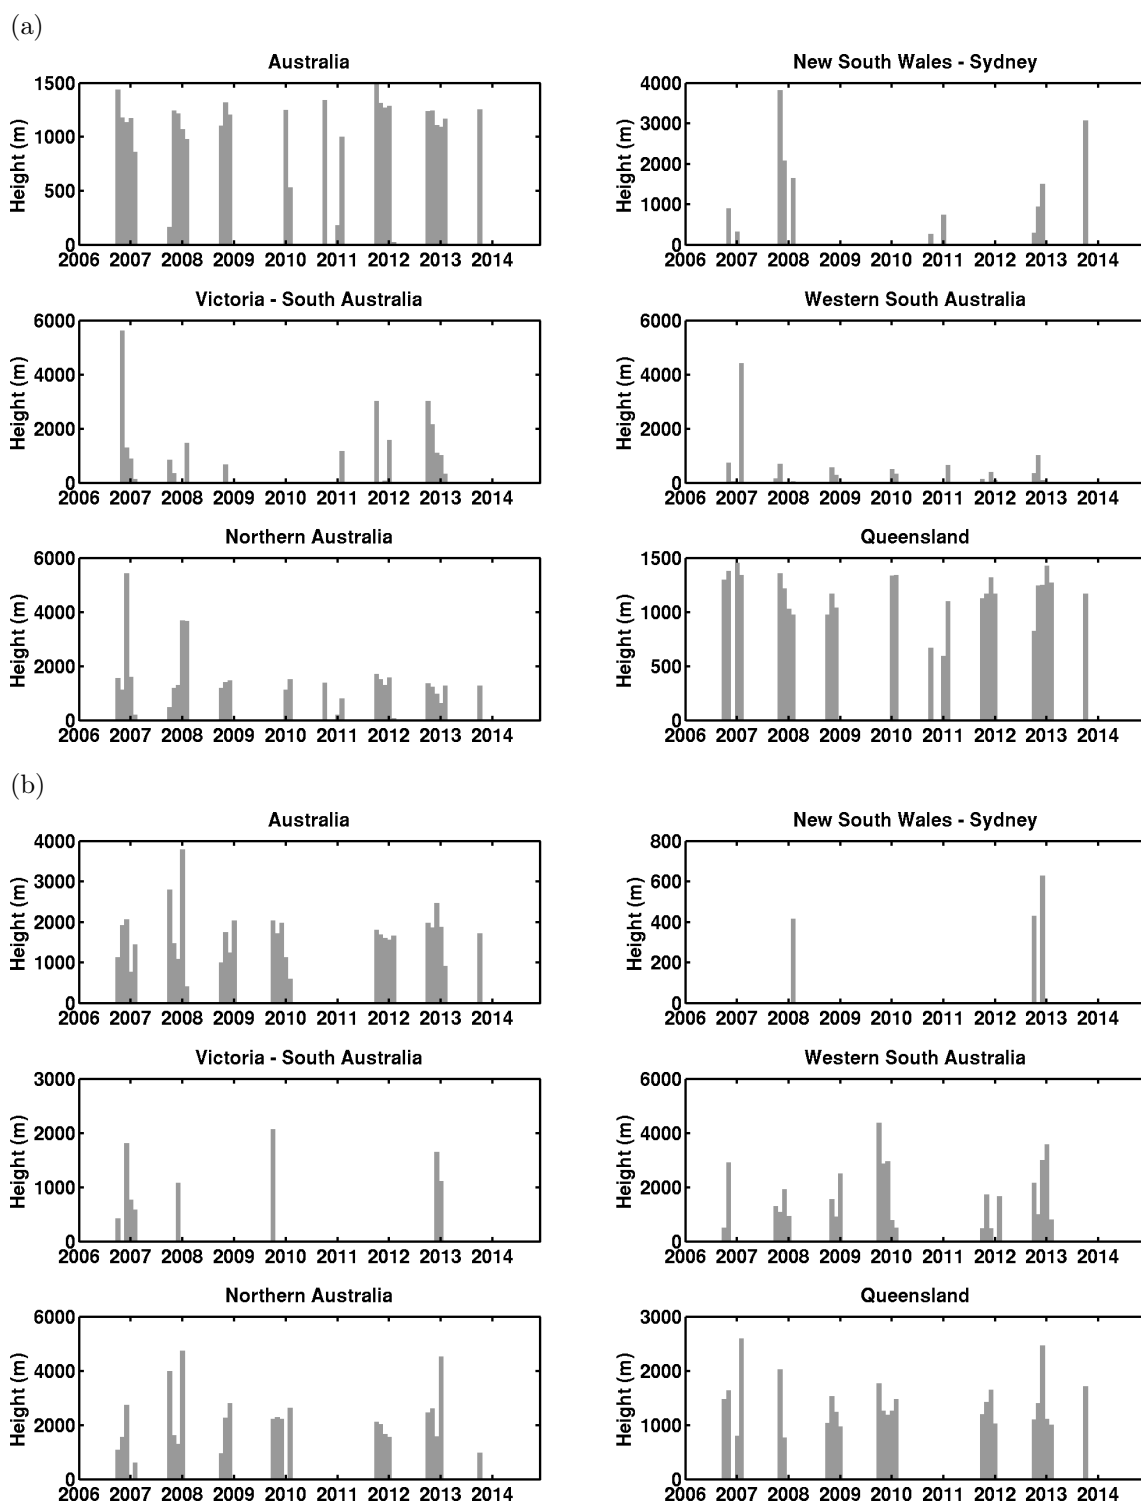 (a)
Australia
New South Wales - Sydney
Height (m)
1500
1000
500
0
2006 2007 2008 2009 2010 2011 2012 2013 2014
Height (m)
4000
3000
2000
1000
0
2006 2007 2008 2009 2010 2011 2012 2013 2014
Victoria - South Australia
Western South Australia
Height (m)
6000
4000
2000
0
2006 2007 2008 2009 2010 2011 2012 2013 2014
Height (m)
6000
4000
2000
0
2006 2007 2008 2009 2010 2011 2012 2013 2014
Northern Australia
Queensland
Height (m)
6000
4000
2000
0
2006 2007 2008 2009 2010 2011 2012 2013 2014
Height (m)
1500
1000
500
0
2006 2007 2008 2009 2010 2011 2012 2013 2014
(b)
Australia
New South Wales - Sydney
Height (m)
4000
3000
2000
1000
0
2006 2007 2008 2009 2010 2011 2012 2013 2014
Height (m)
800
600
400
200
0
2006 2007 2008 2009 2010 2011 2012 2013 2014
Victoria - South Australia
Western South Australia
Height (m)
3000
2000
1000
0
2006 2007 2008 2009 2010 2011 2012 2013 2014
Height (m)
6000
4000
2000
0
2006 2007 2008 2009 2010 2011 2012 2013 2014
Northern Australia
Queensland
Height (m)
6000
4000
2000
0
2006 2007 2008 2009 2010 2011 2012 2013 2014
Height (m)
3000
2000
1000
0
2006 2007 2008 2009 2010 2011 2012 2013 2014